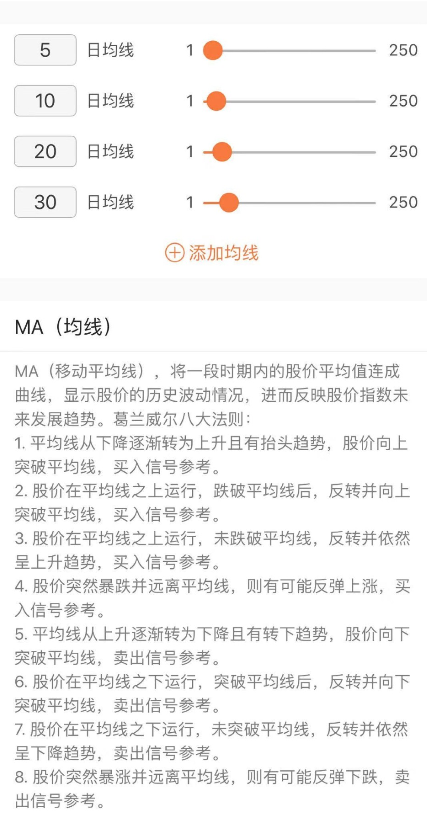 5 日均线 1 250
10 日均线 1 250
20 日均线 1 250
30 日均线 1 250
添加均线
MA（均线）
MA（移动平均线），将一段时期内的股价平均值连成
曲线，显示股价的历史波动情况，进而反映股价指数未
来发展趋势。葛兰威尔八大法则：
1. 平均线从下降逐渐转为上升且有抬头趋势，股价向上
突破平均线，买入信号参考。
2. 股价在平均线之上运行，跌破平均线后，反转并向上
突破平均线，买入信号参考。
3. 股价在平均线之上运行，未跌破平均线，反转并依然
呈上升趋势，买入信号参考。
4. 股价突然暴跌并远离平均线，则有可能反弹上涨，买
入信号参考。
5. 平均线从上升逐渐转为下降且有转下趋势，股价向下
突破平均线，卖出信号参考。
6. 股价在平均线之下运行，突破平均线后，反转并向下
突破平均线，卖出信号参考。
7. 股价在平均线之下运行，未突破平均线，反转并依然
呈下降趋势，卖出信号参考。
8. 股价突然暴涨并远离平均线，则有可能反弹下跌，卖
出信号参考。